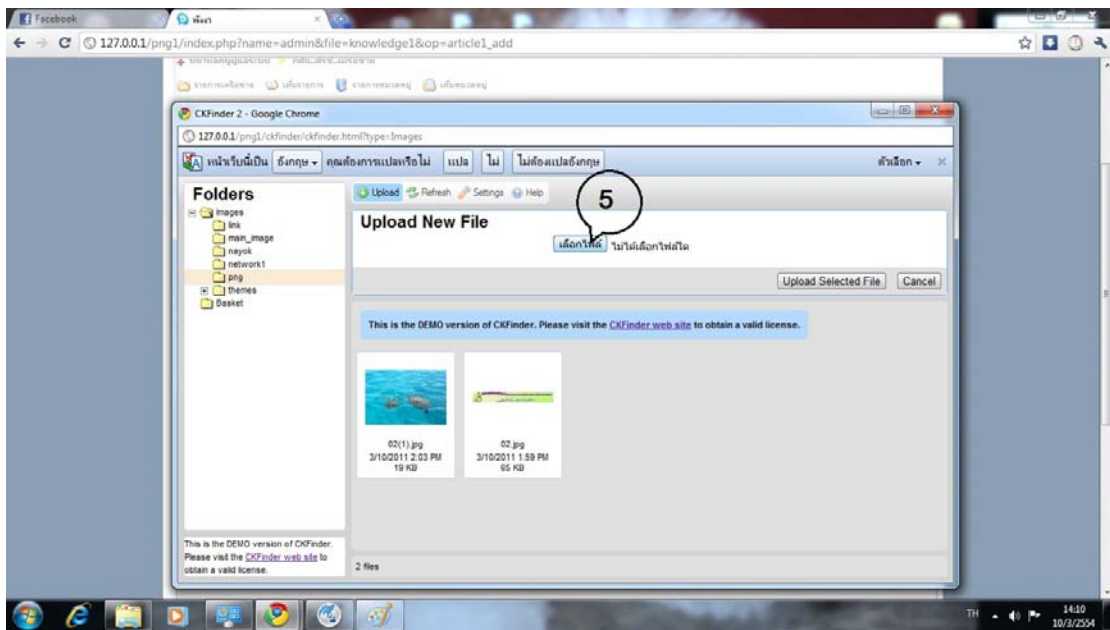 Facebook
พังงา
127.0.0.1/png1/index.php?name=admin&file=knowledge1&op=article1_add
CKFinder 2 - Google Chrome
127.0.0.1/png1/ckfinder/ckfinder.html?type=Images
หน้าเว็บนี้เป็น อังกฤษ คุณต้องการแปลหรือไม่ แปล ไม่ ไม่ต้องแปลอังกฤษ ตัวเลือก
Folders
Images
link
main_image
nayok
network1
png
themes
Basket
Upload Refresh Settings Help
5
Upload New File
เลือกไฟล์ ไม่ได้เลือกไฟล์ใด
Upload Selected File Cancel
This is the DEMO version of CKFinder. Please visit the CKFinder web site to obtain a valid license.
02(1).jpg
3/10/2011 2:03 PM
19 KB
02.jpg
3/10/2011 1:59 PM
65 KB
This is the DEMO version of CKFinder.
Please visit the CKFinder web site to
obtain a valid license.
2 files
TH
14:10
10/3/2554